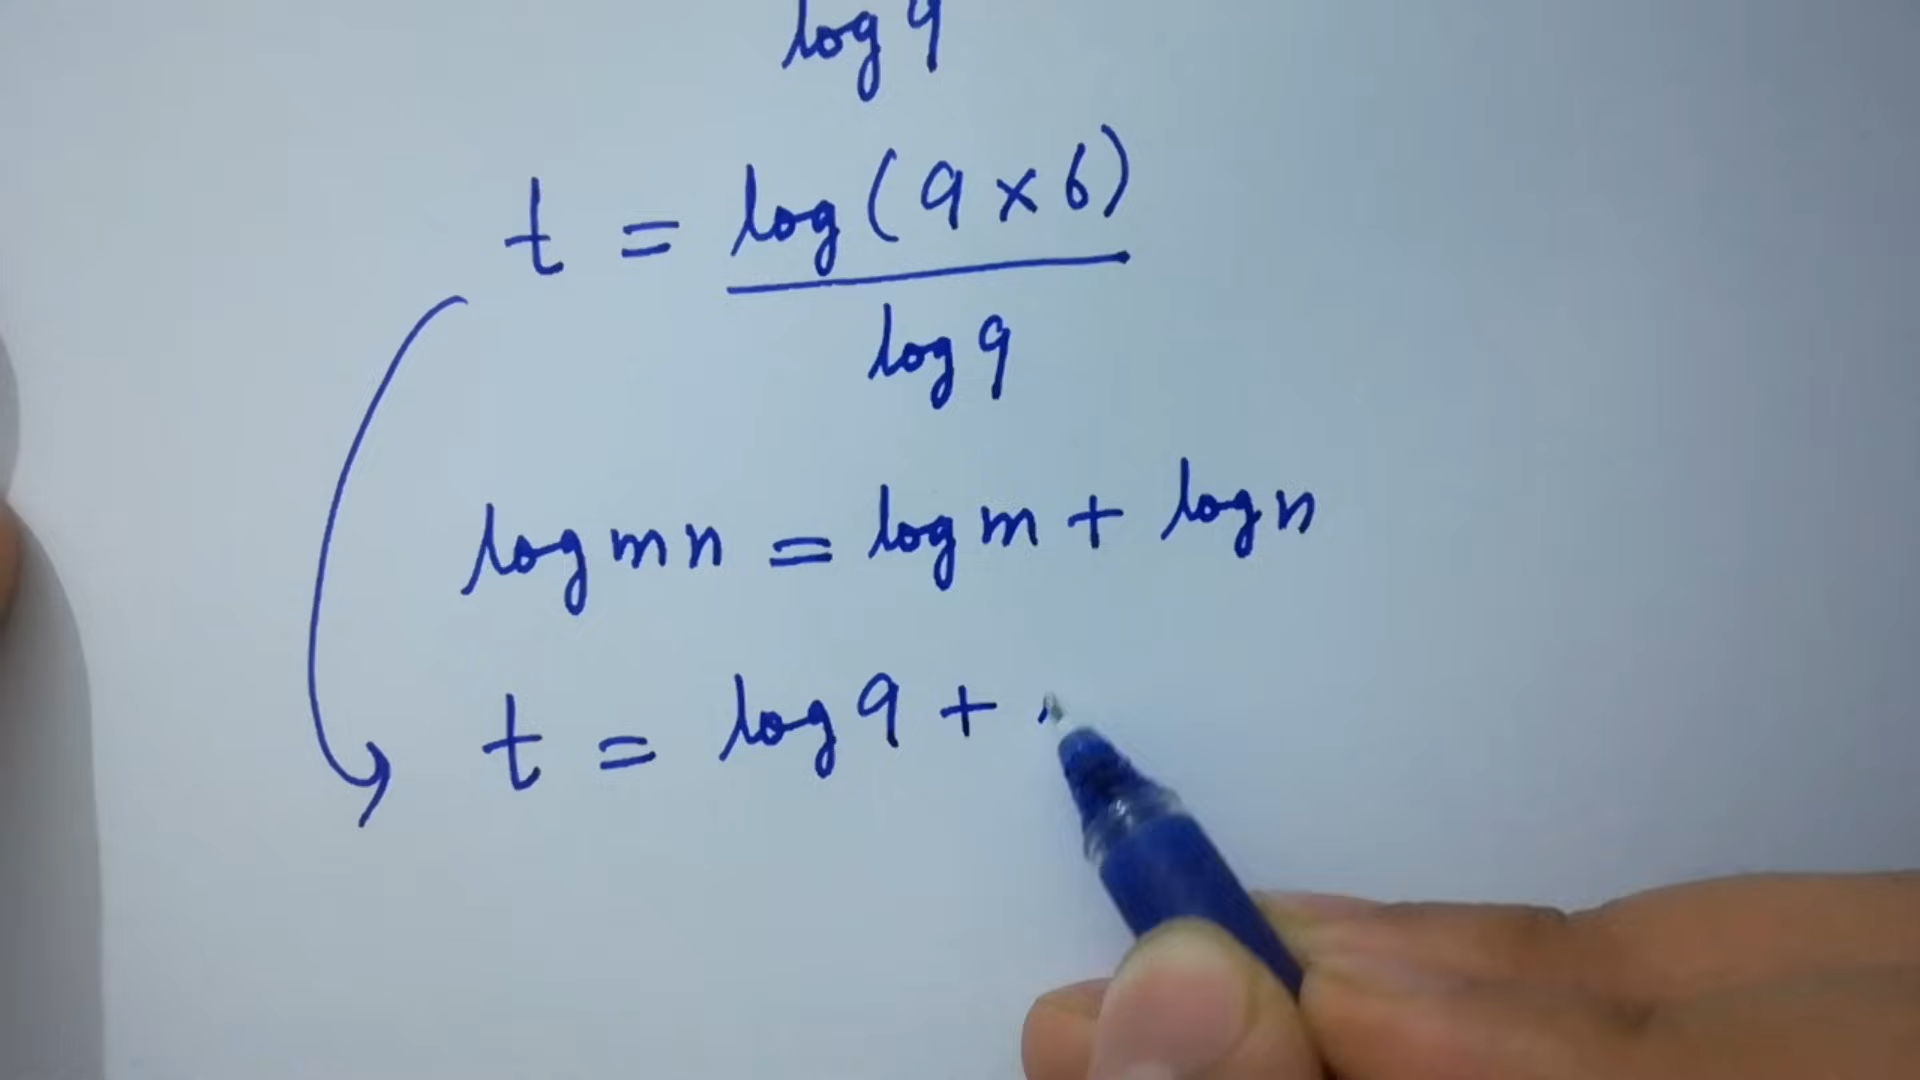 log 9
t = log(9 × 6)
log 9
log mn = log m + log n
t = log 9 +